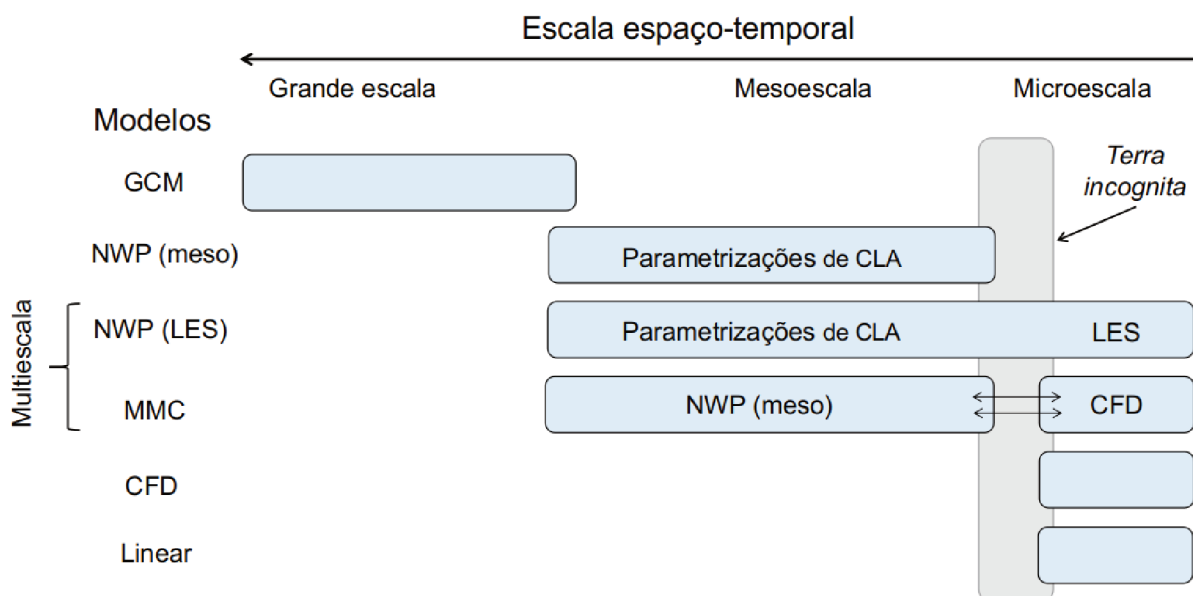 Escala espaço-temporal
Grande escala
Mesoescala
Microescala
Modelos
Terra
incognita
GCM
NWP (meso)
Parametrizações de CLA
Multiescala
NWP (LES)
Parametrizações de CLA
LES
MMC
NWP (meso)
CFD
CFD
Linear